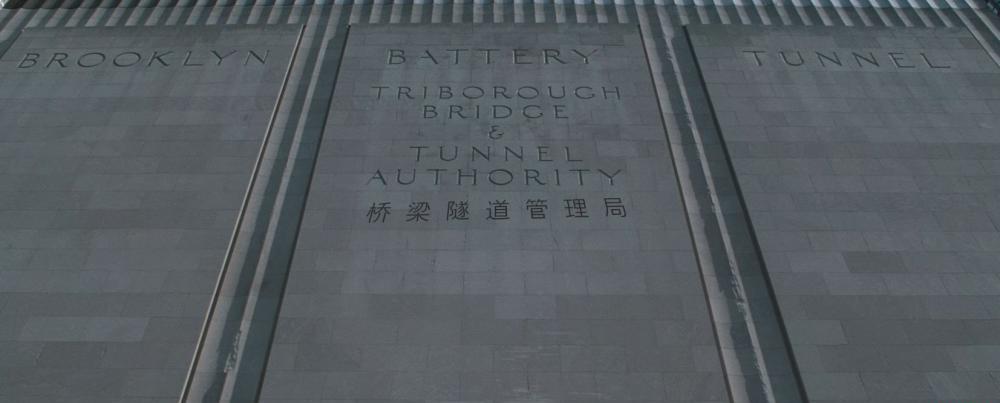 BROOKLYN BATTERY TUNNEL
TRIBOROUGH
BRIDGE
&
TUNNEL
AUTHORITY
桥梁隧道管理局